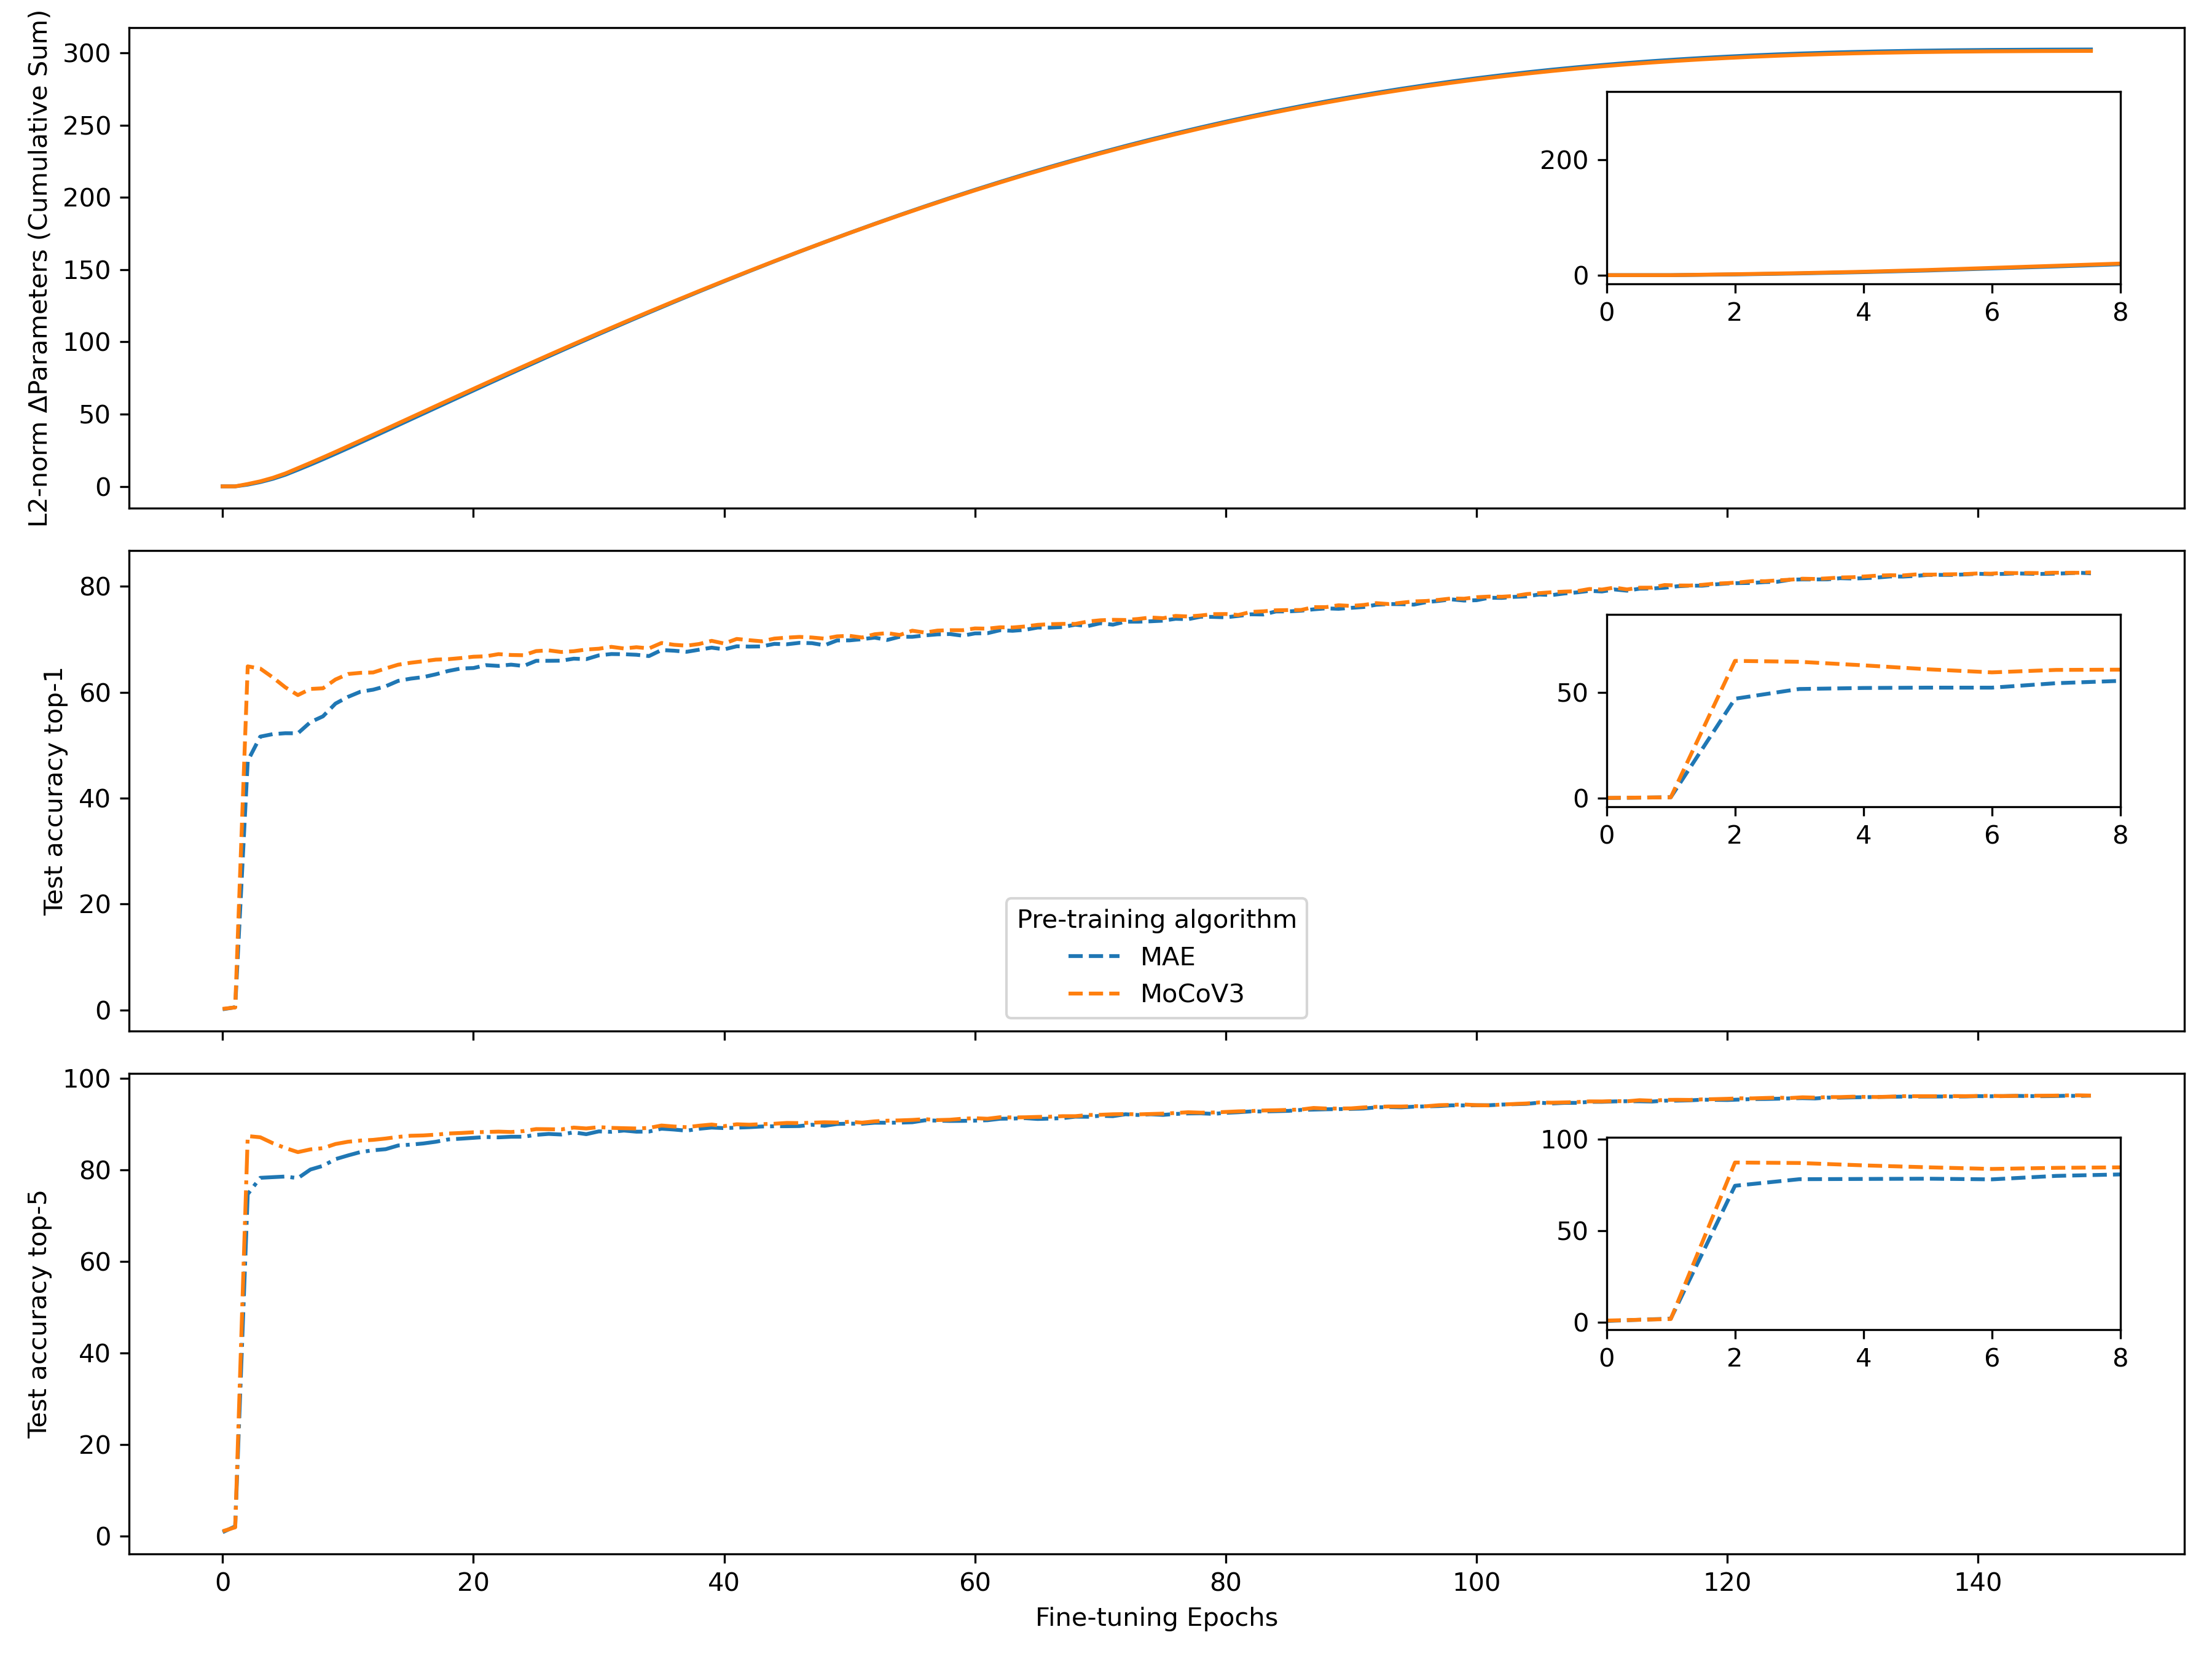 L2-norm ΔParameters (Cumulative Sum)
300
250
200
150
100
50
0
200
0
0 2 4 6 8
Test accuracy top-1
80
60
40
20
0
50
0
0 2 4 6 8
Pre-training algorithm
MAE
MoCoV3
Test accuracy top-5
100
80
60
40
20
0
100
50
0
0 2 4 6 8
0 20 40 60 80 100 120 140
Fine-tuning Epochs